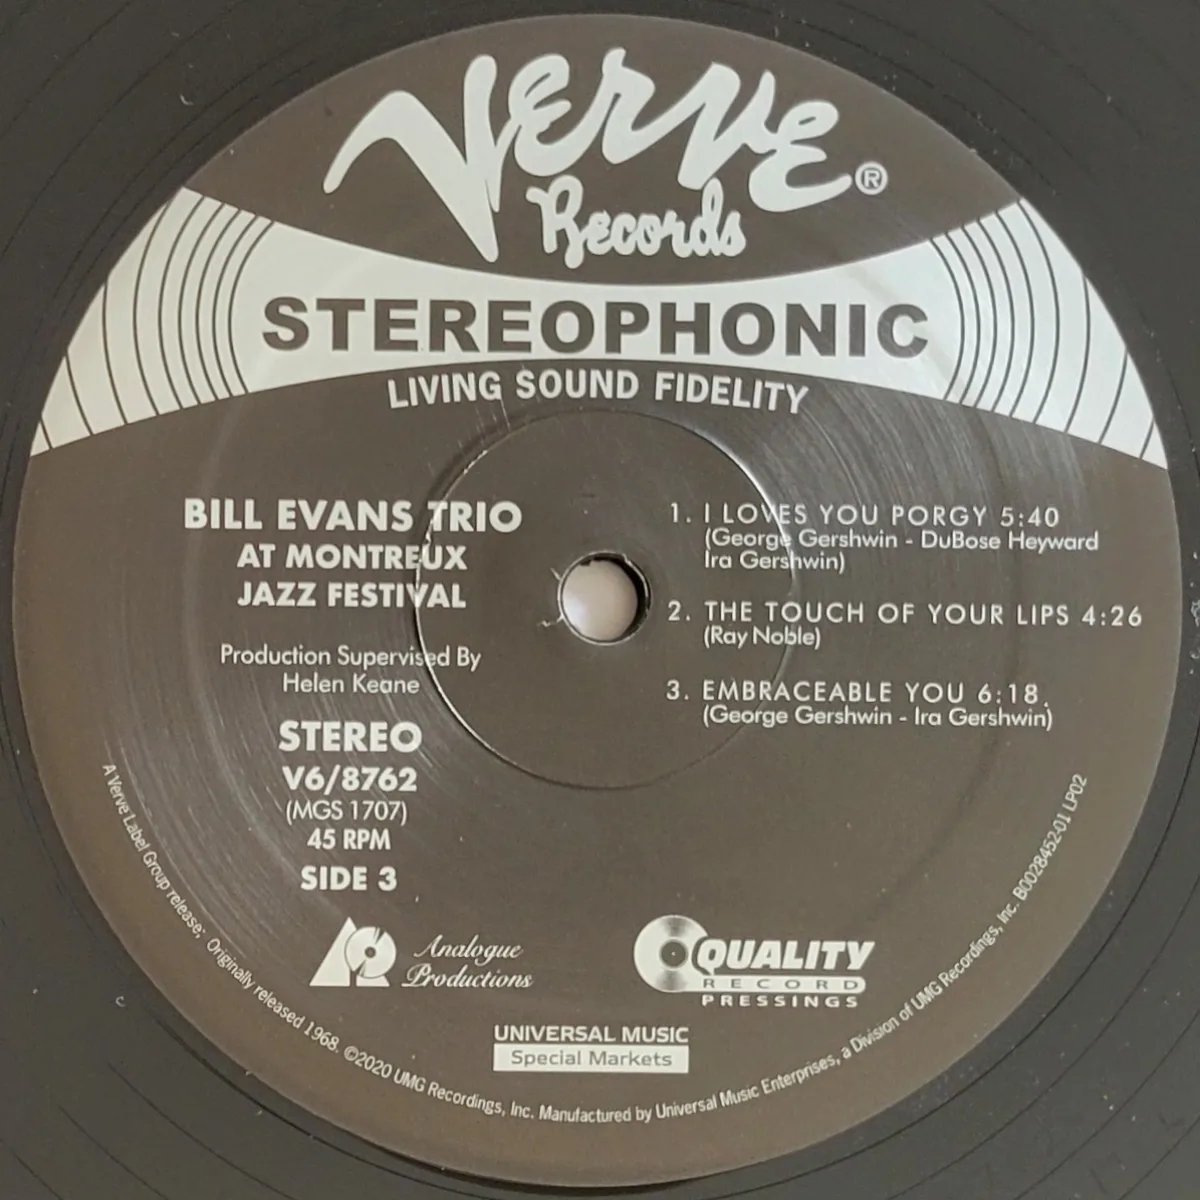 Verve®
Records
STEREOPHONIC
LIVING SOUND FIDELITY
BILL EVANS TRIO
AT MONTREUX
JAZZ FESTIVAL
Production Supervised By
Helen Keane
STEREO
V6/8762
(MGS 1707)
45 RPM
SIDE 3
1. I LOVES YOU PORGY 5:40
(George Gershwin - DuBose Heyward
Ira Gershwin)
2. THE TOUCH OF YOUR LIPS 4:26
(Ray Noble)
3. EMBRACEABLE YOU 6:18
(George Gershwin - Ira Gershwin)
AP
Analogue
Productions
QUALITY
RECORD
PRESSINGS
UNIVERSAL MUSIC
Special Markets
A Verve Label Group release; Originally released 1968. ©2020 UMG Recordings, Inc. Manufactured by Universal Music Enterprises, a Division of UMG Recordings, Inc. B0028452-01 LP02